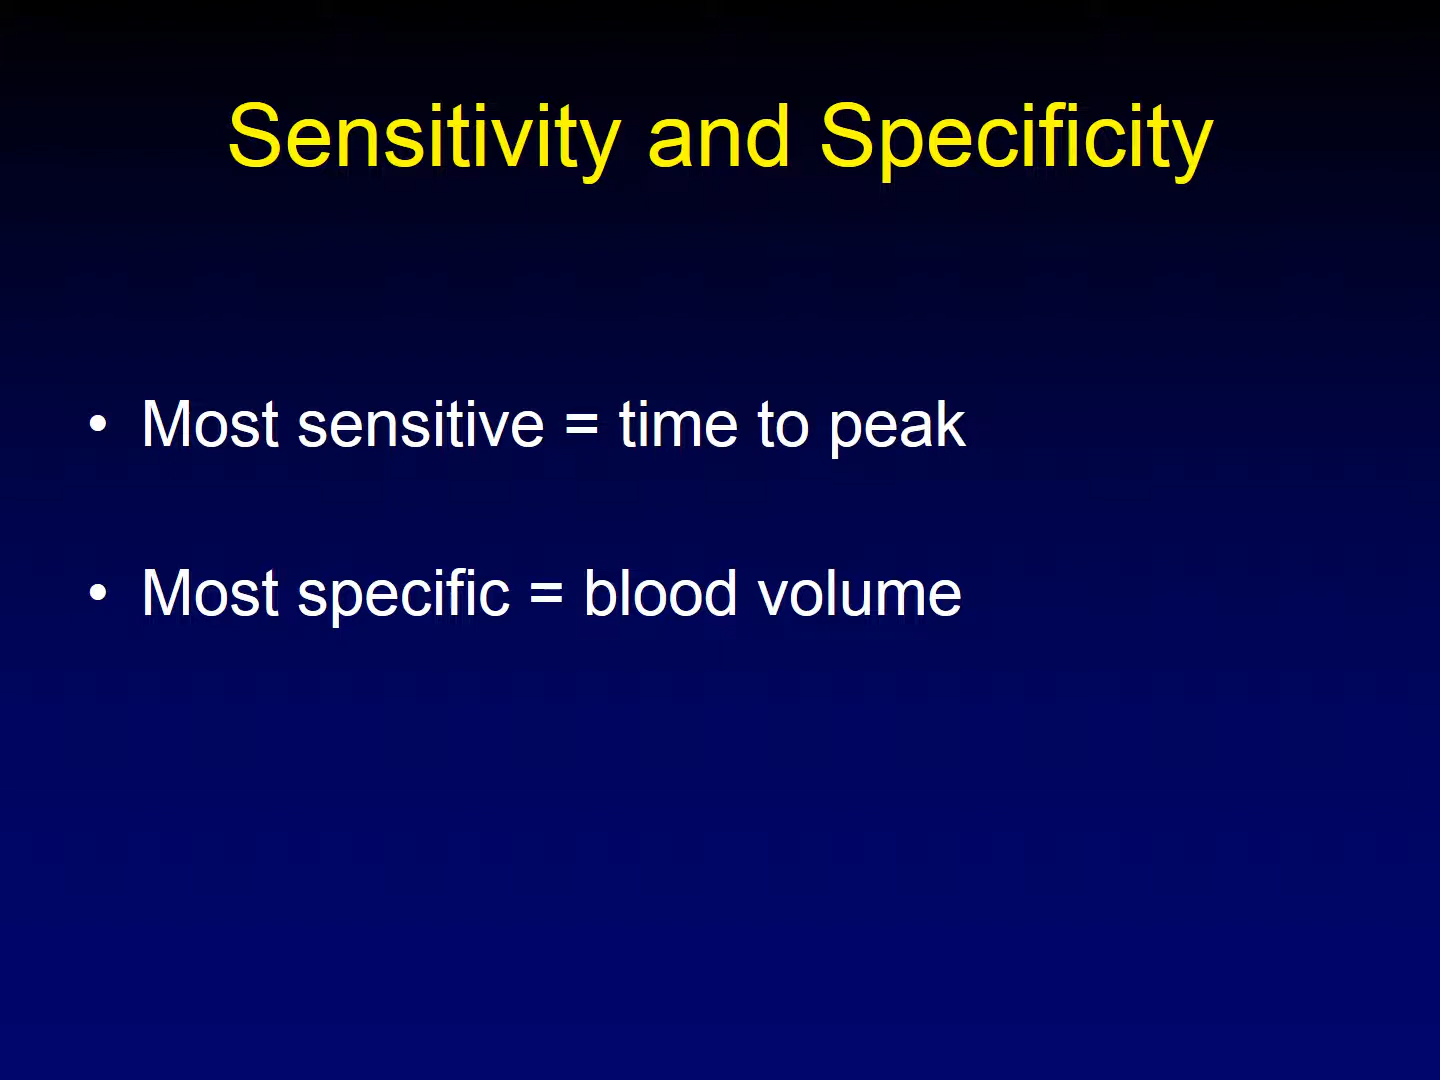 Sensitivity and Specificity
• Most sensitive = time to peak
• Most specific = blood volume